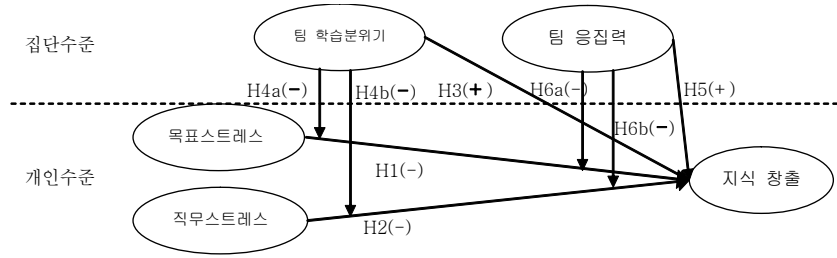 집단수준
팀 학습분위기
팀 응집력
H4a(-)
H4b(-)
H3(+)
H6a(-)
H5(+)
H6b(-)
목표스트레스
개인수준
H1(-)
지식 창출
직무스트레스
H2(-)